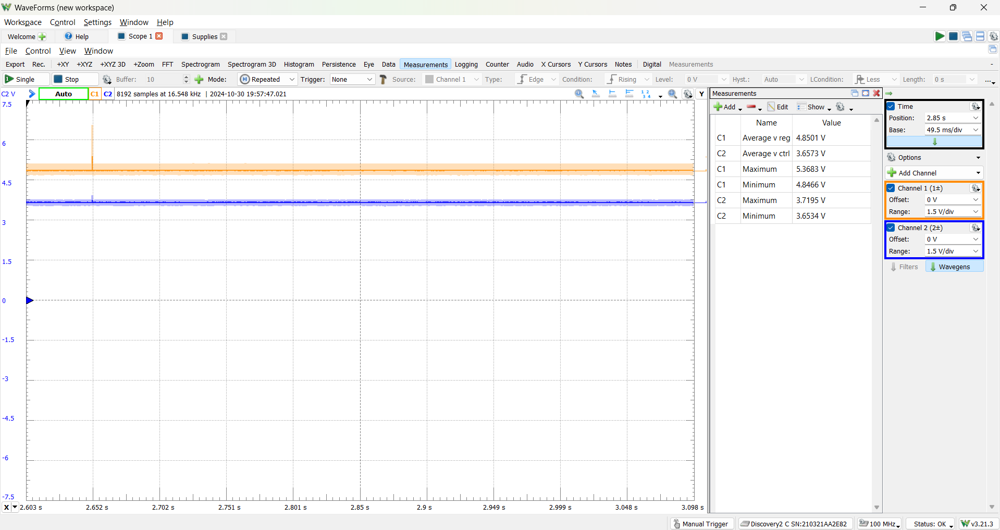 WaveForms (new workspace)
Workspace Control Settings Window Help
Welcome Help Scope 1 Supplies
File Control View Window
Export Rec. +XY +XYZ +XYZ 3D +Zoom FFT Spectrogram Spectrogram 3D Histogram Persistence Eye Data Measurements Logging Counter Audio X Cursors Y Cursors Notes Digital Measurements
Single Stop Buffer: 10 Mode: Repeated Trigger: None Source: Channel 1 Type: Edge Condition: Rising Level: 0 V Hyst.: Auto LCondition: Less Length: 0 s ...
C2 V Auto C1 C2 8192 samples at 16.548 kHz | 2024-10-30 19:57:47.021 Y
7.5
6
4.5
3
1.5
0
-1.5
-3
-4.5
-6
-7.5
X 2.603 s 2.652 s 2.702 s 2.751 s 2.801 s 2.85 s 2.9 s 2.949 s 2.999 s 3.048 s 3.098 s
Measurements
Add Edit Show
Name Value
C1 Average v reg 4.8501 V
C2 Average v ctrl 3.6573 V
C1 Maximum 5.3683 V
C1 Minimum 4.8466 V
C2 Maximum 3.7195 V
C2 Minimum 3.6534 V
Time
Position: 2.85 s
Base: 49.5 ms/div
Options
Add Channel
Channel 1 (1±)
Offset: 0 V
Range: 1.5 V/div
Channel 2 (2±)
Offset: 0 V
Range: 1.5 V/div
Filters Wavegens
Manual Trigger Discovery2 C SN:210321AA2E82 100 MHz Status: OK v3.21.3